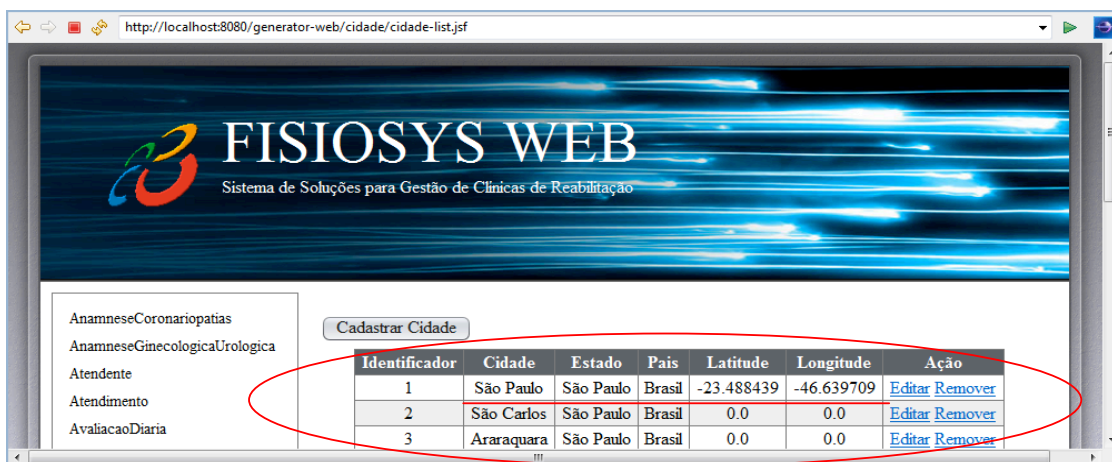 http://localhost:8080/generator-web/cidade/cidade-list.jsf
FISIOSYS WEB
Sistema de Soluções para Gestão de Clínicas de Reabilitação
AnamneseCoronariopatias
AnamneseGinecologicaUrologica
Atendente
Atendimento
AvaliacaoDiaria
Cadastrar Cidade
Identificador Cidade Estado Pais Latitude Longitude Ação
1 São Paulo São Paulo Brasil -23.488439 -46.639709 Editar Remover
2 São Carlos São Paulo Brasil 0.0 0.0 Editar Remover
3 Araraquara São Paulo Brasil 0.0 0.0 Editar Remover